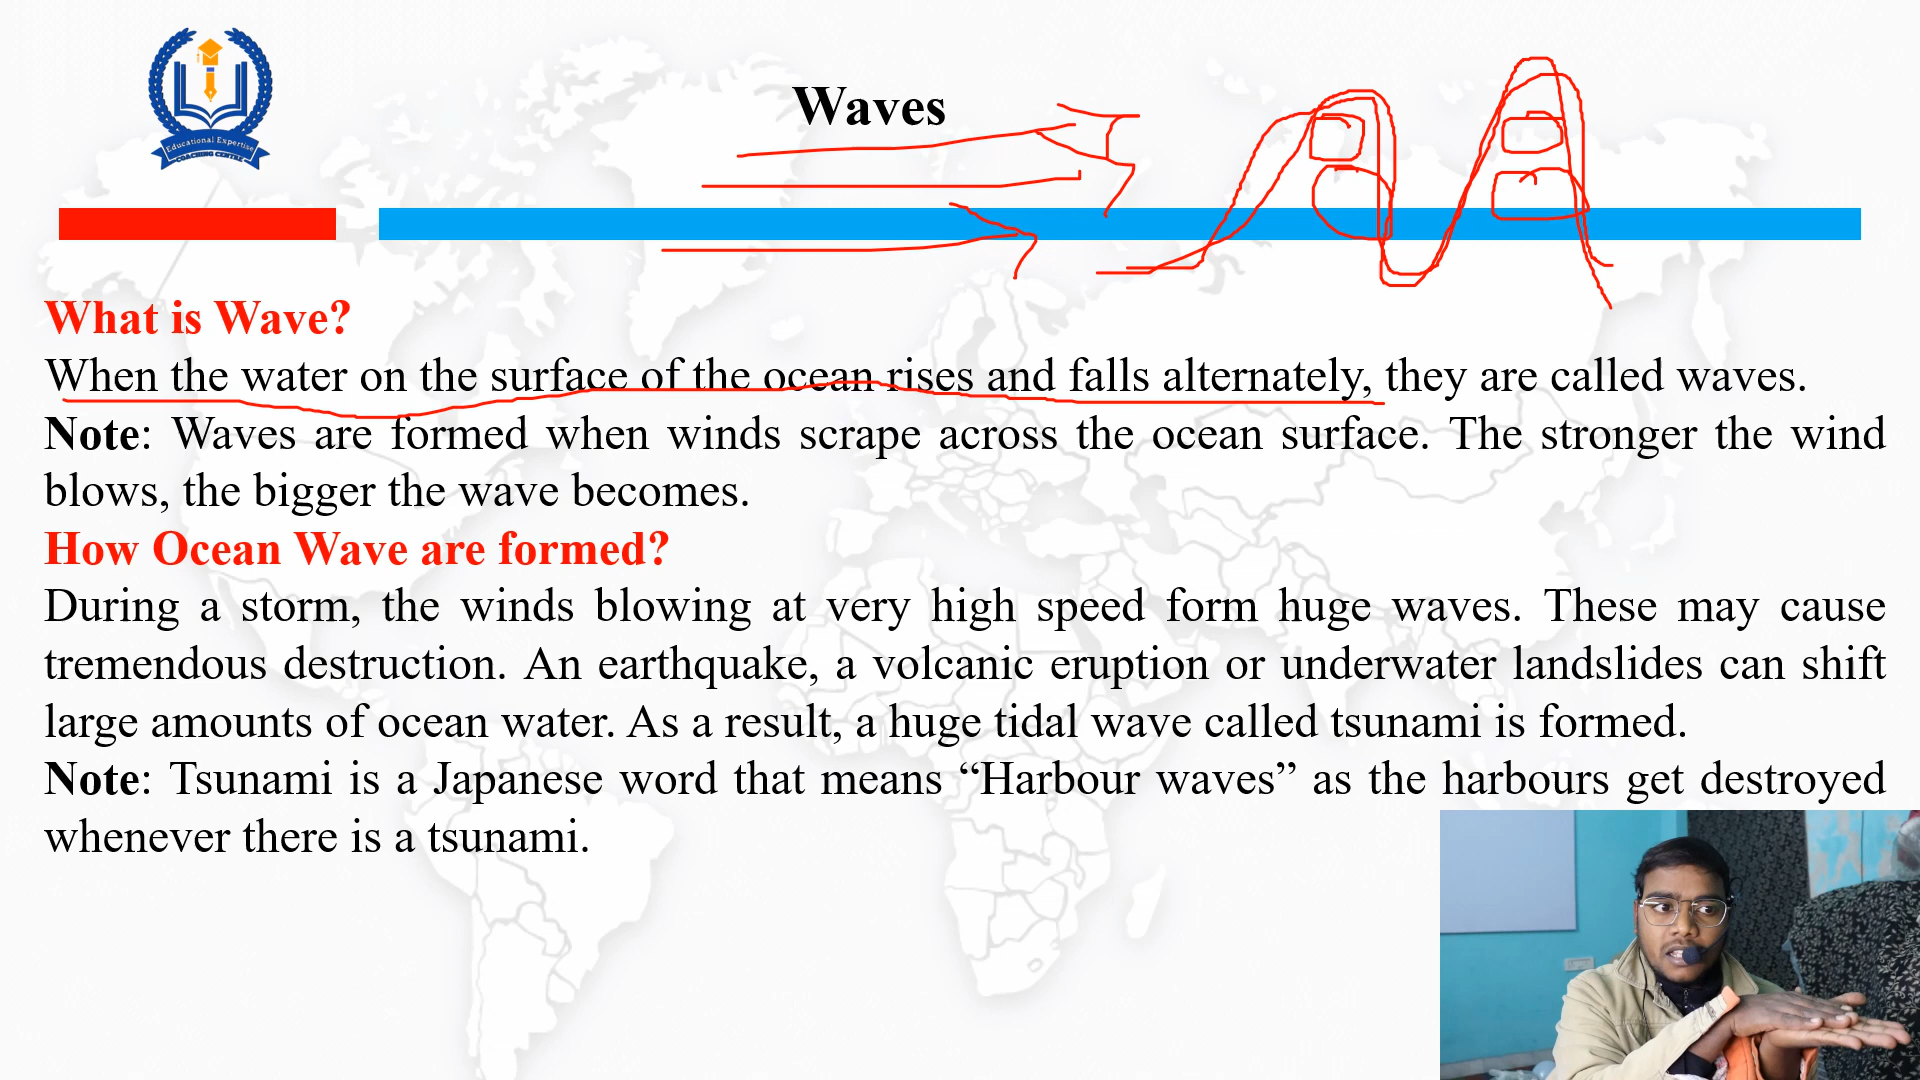 Educational Expertise
COACHING CENTRE
Waves
What is Wave?
When the water on the surface of the ocean rises and falls alternately, they are called waves.
Note: Waves are formed when winds scrape across the ocean surface. The stronger the wind
blows, the bigger the wave becomes.
How Ocean Wave are formed?
During a storm, the winds blowing at very high speed form huge waves. These may cause
tremendous destruction. An earthquake, a volcanic eruption or underwater landslides can shift
large amounts of ocean water. As a result, a huge tidal wave called tsunami is formed.
Note: Tsunami is a Japanese word that means “Harbour waves” as the harbours get destroyed
whenever there is a tsunami.